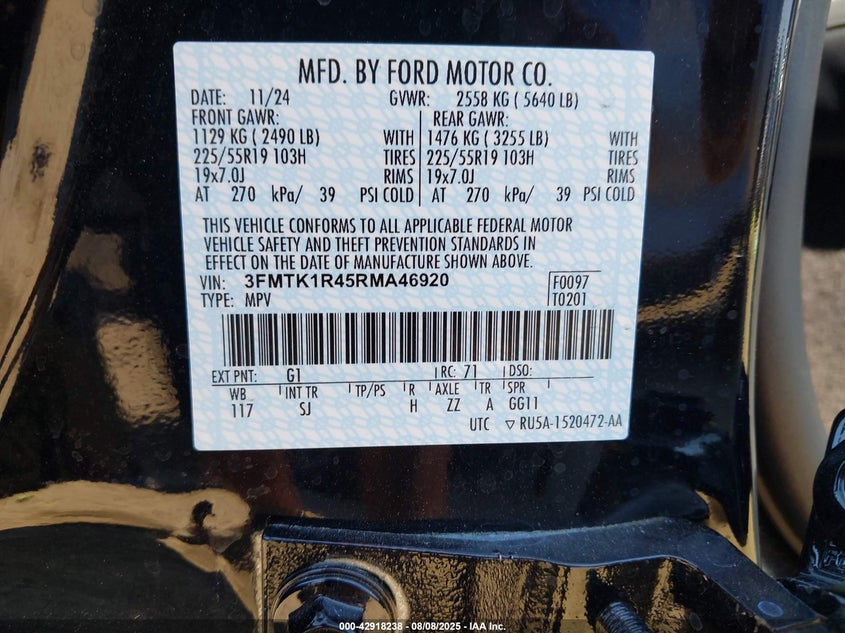 MFD. BY FORD MOTOR CO.
DATE: 11/24 GVWR: 2558 KG ( 5640 LB)
FRONT GAWR: REAR GAWR:
1129 KG ( 2490 LB) WITH 1476 KG ( 3255 LB) WITH
225/55R19 103H TIRES 225/55R19 103H TIRES
19x7.0J RIMS 19x7.0J RIMS
AT 270 kPa/ 39 PSI COLD AT 270 kPa/ 39 PSI COLD
THIS VEHICLE CONFORMS TO ALL APPLICABLE FEDERAL MOTOR
VEHICLE SAFETY AND THEFT PREVENTION STANDARDS IN
EFFECT ON THE DATE OF MANUFACTURE SHOWN ABOVE.
VIN: 3FMTK1R45RMA46920 F0097
TYPE: MPV T0201
EXT PNT: G1 RC: 71 DSO:
WB INT TR TP/PS R AXLE TR SPR
117 SJ H ZZ A GG11
UTC ▽ RU5A-1520472-AA
000-42918238 - 08/08/2025 - IAA Inc.